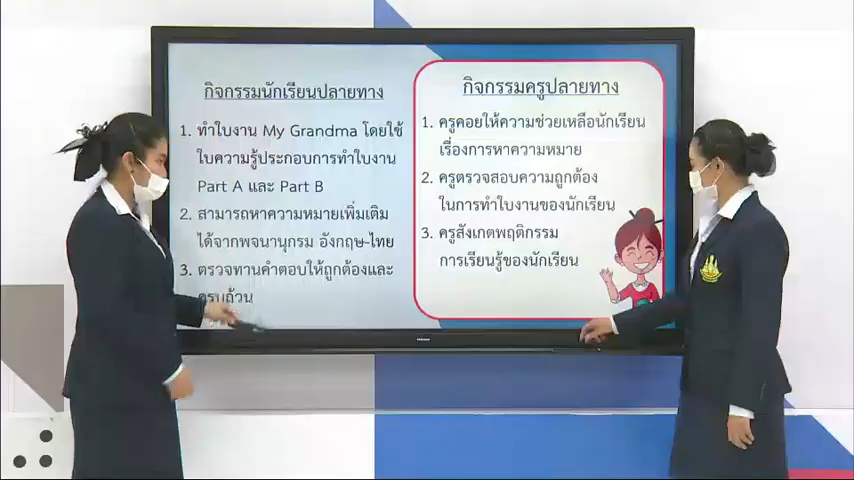 กิจกรรมนักเรียนปลายทาง
1. ทำใบงาน My Grandma โดยใช้
ใบความรู้ประกอบการทำใบงาน
Part A และ Part B
2. สามารถหาความหมายเพิ่มเติม
ได้จากพจนานุกรม อังกฤษ-ไทย
3. ตรวจทานคำตอบให้ถูกต้องและ
ครบถ้วน
กิจกรรมครูปลายทาง
1. ครูคอยให้ความช่วยเหลือนักเรียน
เรื่องการหาความหมาย
2. ครูตรวจสอบความถูกต้อง
ในการทำใบงานของนักเรียน
3. ครูสังเกตพฤติกรรม
การเรียนรู้ของนักเรียน